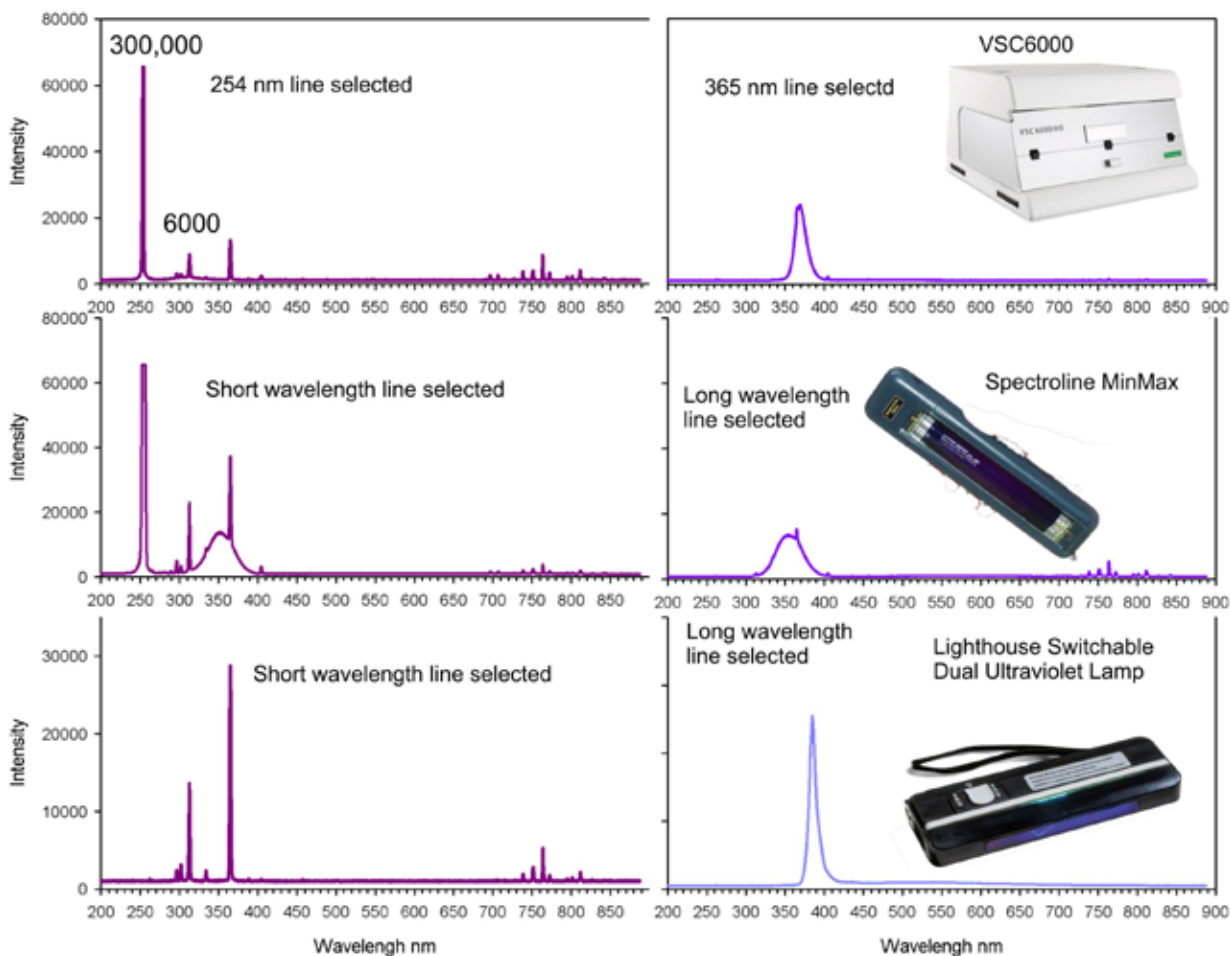 80000
300,000
254 nm line selected
60000
Intensity
40000
6000
20000
0
200 250 300 350 400 450 500 550 600 650 700 750 800 850
VSC6000
365 nm line selectd
VSC 6000/HS
200 250 300 350 400 450 500 550 600 650 700 750 800 850 900
80000
Short wavelength line selected
60000
Intensity
40000
20000
0
200 250 300 350 400 450 500 550 600 650 700 750 800 850
Long wavelength
line selected
Spectroline MinMax
200 250 300 350 400 450 500 550 600 650 700 750 800 850 900
30000
Short wavelength line selected
Intensity
20000
10000
0
200 250 300 350 400 450 500 550 600 650 700 750 800 850
Wavelengh nm
Long wavelength
line selected
Lighthouse Switchable
Dual Ultraviolet Lamp
200 250 300 350 400 450 500 550 600 650 700 750 800 850 900
Wavelengh nm